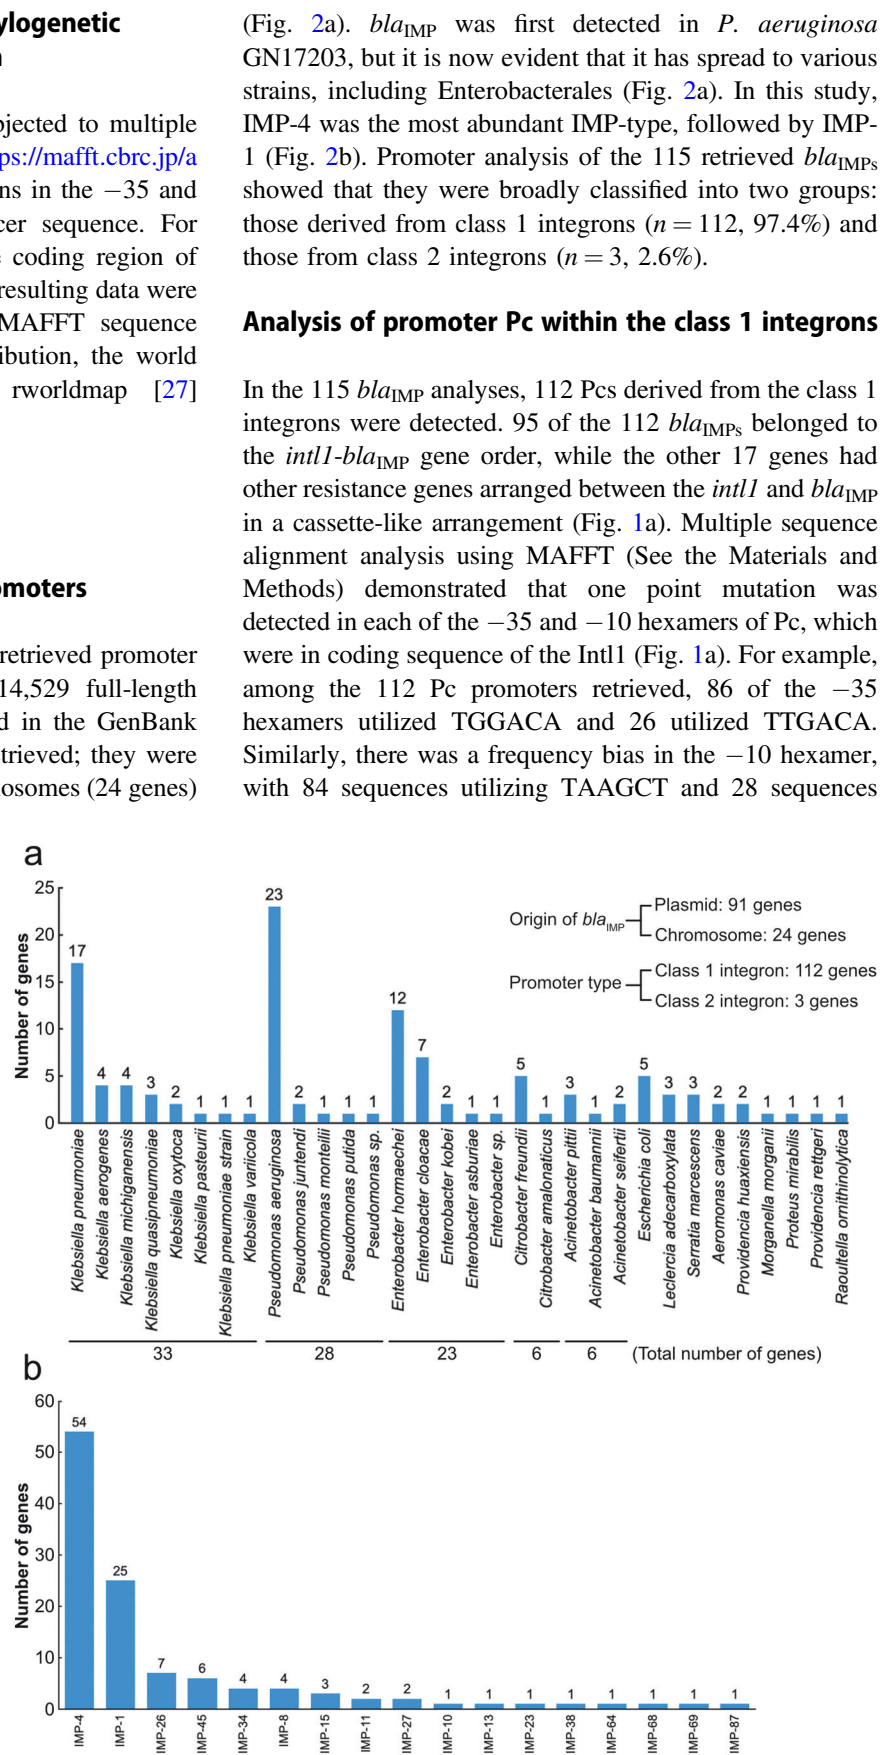 ylogenetic
bjected to multiple
ps://mafft.cbrc.jp/a
ns in the −35 and
cer sequence. For
e coding region of
resulting data were
MAFFT sequence
ibution, the world
rworldmap [27]
omoters
retrieved promoter
14,529 full-length
d in the GenBank
etrieved; they were
osomes (24 genes)
(Fig. 2a). blaIMP was first detected in P. aeruginosa
GN17203, but it is now evident that it has spread to various
strains, including Enterobacterales (Fig. 2a). In this study,
IMP-4 was the most abundant IMP-type, followed by IMP-
1 (Fig. 2b). Promoter analysis of the 115 retrieved blaIMPs
showed that they were broadly classified into two groups:
those derived from class 1 integrons (n = 112, 97.4%) and
those from class 2 integrons (n = 3, 2.6%).
Analysis of promoter Pc within the class 1 integrons
In the 115 blaIMP analyses, 112 Pcs derived from the class 1
integrons were detected. 95 of the 112 blaIMPs belonged to
the intI1-blaIMP gene order, while the other 17 genes had
other resistance genes arranged between the intI1 and blaIMP
in a cassette-like arrangement (Fig. 1a). Multiple sequence
alignment analysis using MAFFT (See the Materials and
Methods) demonstrated that one point mutation was
detected in each of the −35 and −10 hexamers of Pc, which
were in coding sequence of the IntI1 (Fig. 1a). For example,
among the 112 Pc promoters retrieved, 86 of the −35
hexamers utilized TGGACA and 26 utilized TTGACA.
Similarly, there was a frequency bias in the −10 hexamer,
with 84 sequences utilizing TAAGCT and 28 sequences
a
Number of genes
25
20
15
10
5
0
17
4
4
3
2
1
1
1
23
2
1
1
1
12
7
2
1
1
5
1
3
1
2
5
3
3
2
2
1
1
1
1
Origin of blaIMP
Plasmid: 91 genes
Chromosome: 24 genes
Promoter type
Class 1 integron: 112 genes
Class 2 integron: 3 genes
Klebsiella pneumoniae
Klebsiella aerogenes
Klebsiella michiganensis
Klebsiella quasipneumoniae
Klebsiella oxytoca
Klebsiella pasteurii
Klebsiella pneumoniae strain
Klebsiella variicola
Pseudomonas aeruginosa
Pseudomonas juntendi
Pseudomonas monteilii
Pseudomonas putida
Pseudomonas sp.
Enterobacter hormaechei
Enterobacter cloacae
Enterobacter kobei
Enterobacter asburiae
Enterobacter sp.
Citrobacter freundii
Citrobacter amalonaticus
Acinetobacter pittii
Acinetobacter baumannii
Acinetobacter seifertii
Escherichia coli
Leclercia adecarboxylata
Serratia marcescens
Aeromonas caviae
Providencia huaxiensis
Morganella morganii
Proteus mirabilis
Providencia rettgeri
Raoultella ornithinolytica
33
28
23
6
6
(Total number of genes)
b
Number of genes
60
50
40
30
20
10
0
54
25
7
6
4
4
3
2
2
1
1
1
1
1
1
1
1
IMP-4
IMP-1
IMP-26
IMP-45
IMP-34
IMP-8
IMP-15
IMP-11
IMP-27
IMP-10
IMP-13
IMP-23
IMP-38
IMP-64
IMP-68
IMP-69
IMP-87